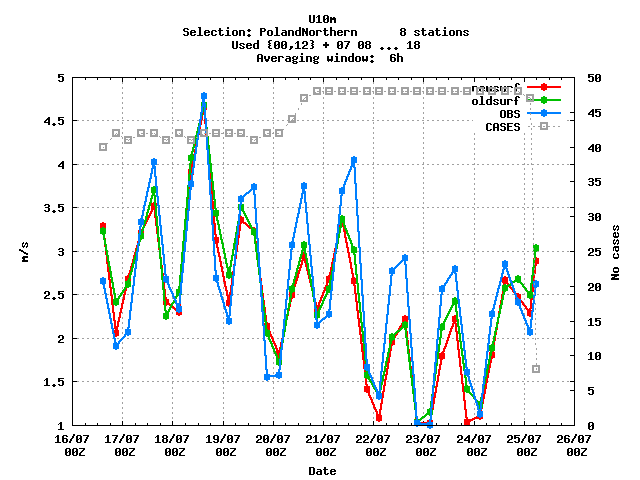 U10m
Selection: PolandNorthern 8 stations
Used {00,12} + 07 08 ... 18
Averaging window: 6h
newsurf
oldsurf
OBS
CASES
m/s
5
4.5
4
3.5
3
2.5
2
1.5
1
No cases
50
45
40
35
30
25
20
15
10
5
0
16/07 17/07 18/07 19/07 20/07 21/07 22/07 23/07 24/07 25/07 26/07
00Z 00Z 00Z 00Z 00Z 00Z 00Z 00Z 00Z 00Z 00Z
Date